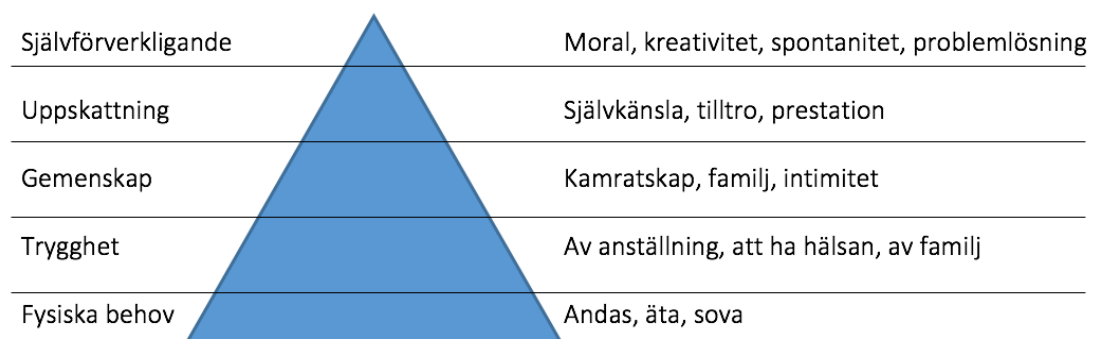 Självförverkligande Moral, kreativitet, spontanitet, problemlösning
Uppskattning Självkänsla, tilltro, prestation
Gemenskap Kamratskap, familj, intimitet
Trygghet Av anställning, att ha hälsan, av familj
Fysiska behov Andas, äta, sova